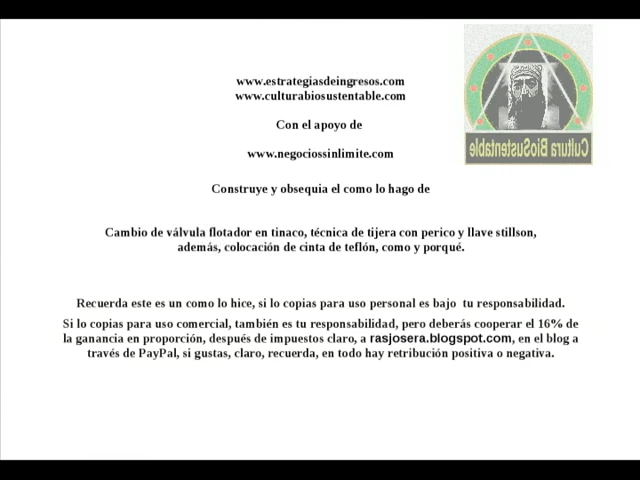 www.estrategiasdeingresos.com
www.culturabiosustentable.com
Con el apoyo de
www.negociossinlimite.com
Cultura BioSustentable
Construye y obsequia el como lo hago de
Cambio de válvula flotador en tinaco, técnica de tijera con perico y llave stillson,
además, colocación de cinta de teflón, como y porqué.
Recuerda este es un como lo hice, si lo copias para uso personal es bajo tu responsabilidad.
Si lo copias para uso comercial, también es tu responsabilidad, pero deberás cooperar el 16% de
la ganancia en proporción, después de impuestos claro, a rasjosera.blogspot.com, en el blog a
través de PayPal, si gustas, claro, recuerda, en todo hay retribución positiva o negativa.